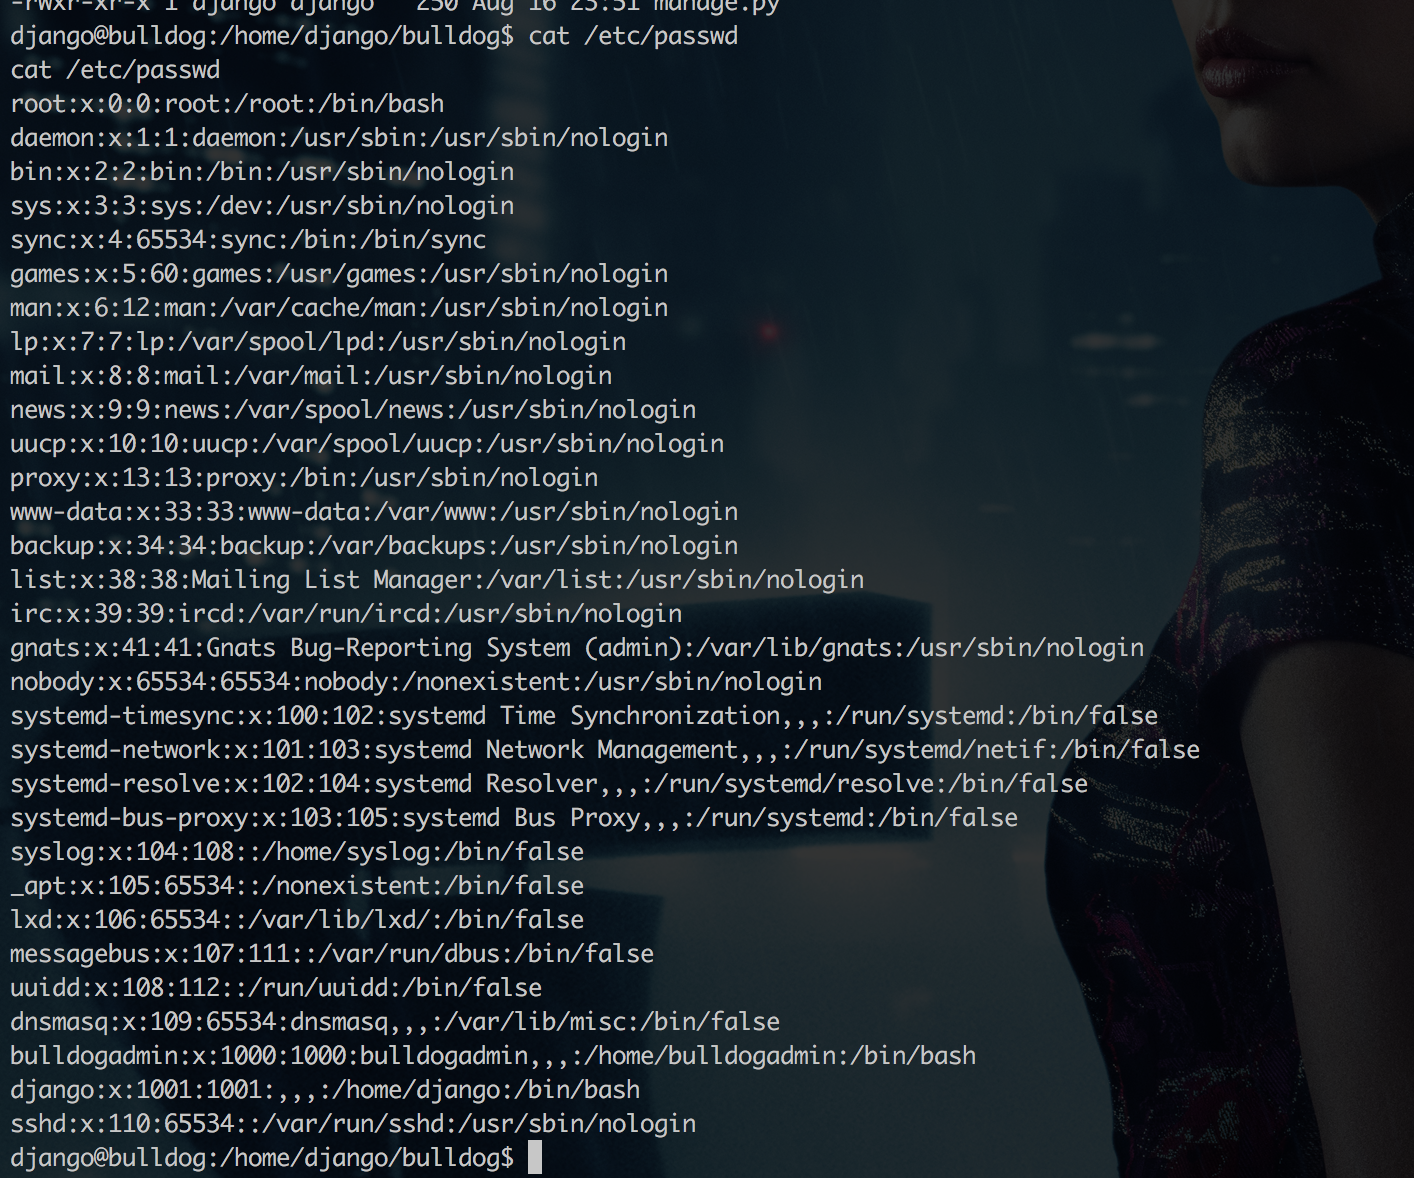 -rwxr-xr-x 1 django django   250 Aug 16 23:51 manage.py
django@bulldog:/home/django/bulldog$ cat /etc/passwd
cat /etc/passwd
root:x:0:0:root:/root:/bin/bash
daemon:x:1:1:daemon:/usr/sbin:/usr/sbin/nologin
bin:x:2:2:bin:/bin:/usr/sbin/nologin
sys:x:3:3:sys:/dev:/usr/sbin/nologin
sync:x:4:65534:sync:/bin:/bin/sync
games:x:5:60:games:/usr/games:/usr/sbin/nologin
man:x:6:12:man:/var/cache/man:/usr/sbin/nologin
lp:x:7:7:lp:/var/spool/lpd:/usr/sbin/nologin
mail:x:8:8:mail:/var/mail:/usr/sbin/nologin
news:x:9:9:news:/var/spool/news:/usr/sbin/nologin
uucp:x:10:10:uucp:/var/spool/uucp:/usr/sbin/nologin
proxy:x:13:13:proxy:/bin:/usr/sbin/nologin
www-data:x:33:33:www-data:/var/www:/usr/sbin/nologin
backup:x:34:34:backup:/var/backups:/usr/sbin/nologin
list:x:38:38:Mailing List Manager:/var/list:/usr/sbin/nologin
irc:x:39:39:ircd:/var/run/ircd:/usr/sbin/nologin
gnats:x:41:41:Gnats Bug-Reporting System (admin):/var/lib/gnats:/usr/sbin/nologin
nobody:x:65534:65534:nobody:/nonexistent:/usr/sbin/nologin
systemd-timesync:x:100:102:systemd Time Synchronization,,,:/run/systemd:/bin/false
systemd-network:x:101:103:systemd Network Management,,,:/run/systemd/netif:/bin/false
systemd-resolve:x:102:104:systemd Resolver,,,:/run/systemd/resolve:/bin/false
systemd-bus-proxy:x:103:105:systemd Bus Proxy,,,:/run/systemd:/bin/false
syslog:x:104:108::/home/syslog:/bin/false
_apt:x:105:65534::/nonexistent:/bin/false
lxd:x:106:65534::/var/lib/lxd/:/bin/false
messagebus:x:107:111::/var/run/dbus:/bin/false
uuidd:x:108:112::/run/uuidd:/bin/false
dnsmasq:x:109:65534:dnsmasq,,,:/var/lib/misc:/bin/false
bulldogadmin:x:1000:1000:bulldogadmin,,,:/home/bulldogadmin:/bin/bash
django:x:1001:1001:,,,:/home/django:/bin/bash
sshd:x:110:65534::/var/run/sshd:/usr/sbin/nologin
django@bulldog:/home/django/bulldog$